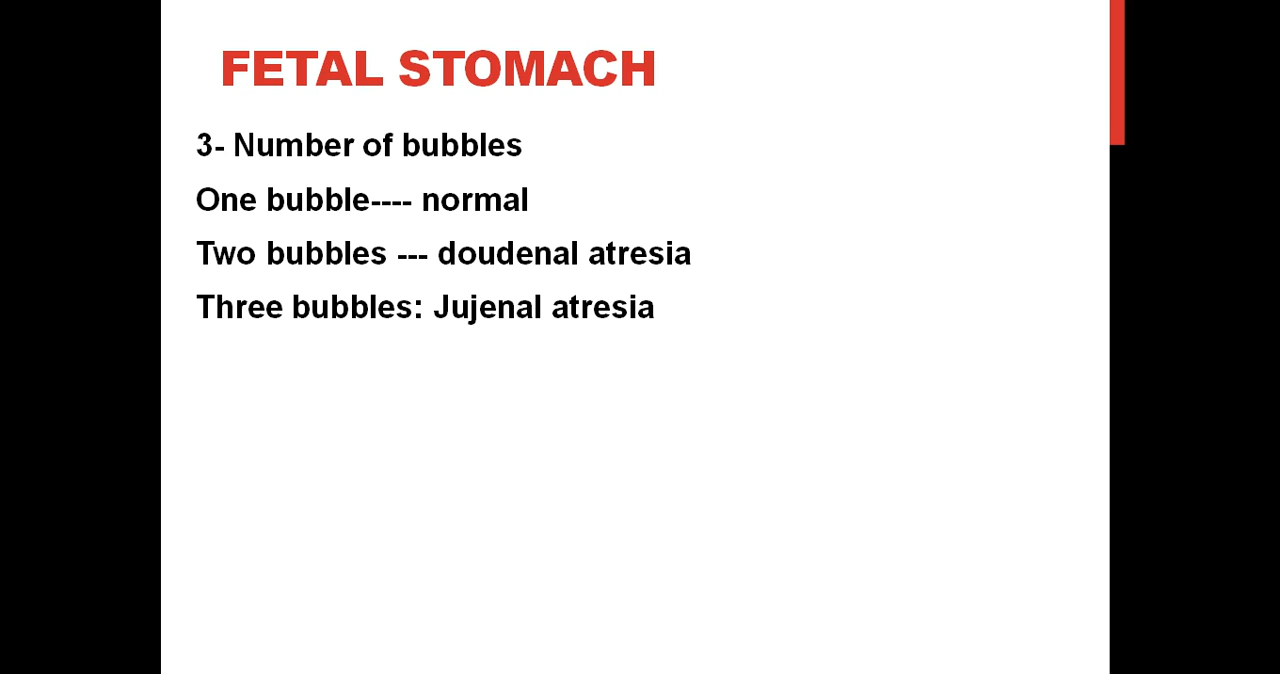 FETAL STOMACH
3- Number of bubbles
One bubble---- normal
Two bubbles --- doudenal atresia
Three bubbles: Jujenal atresia